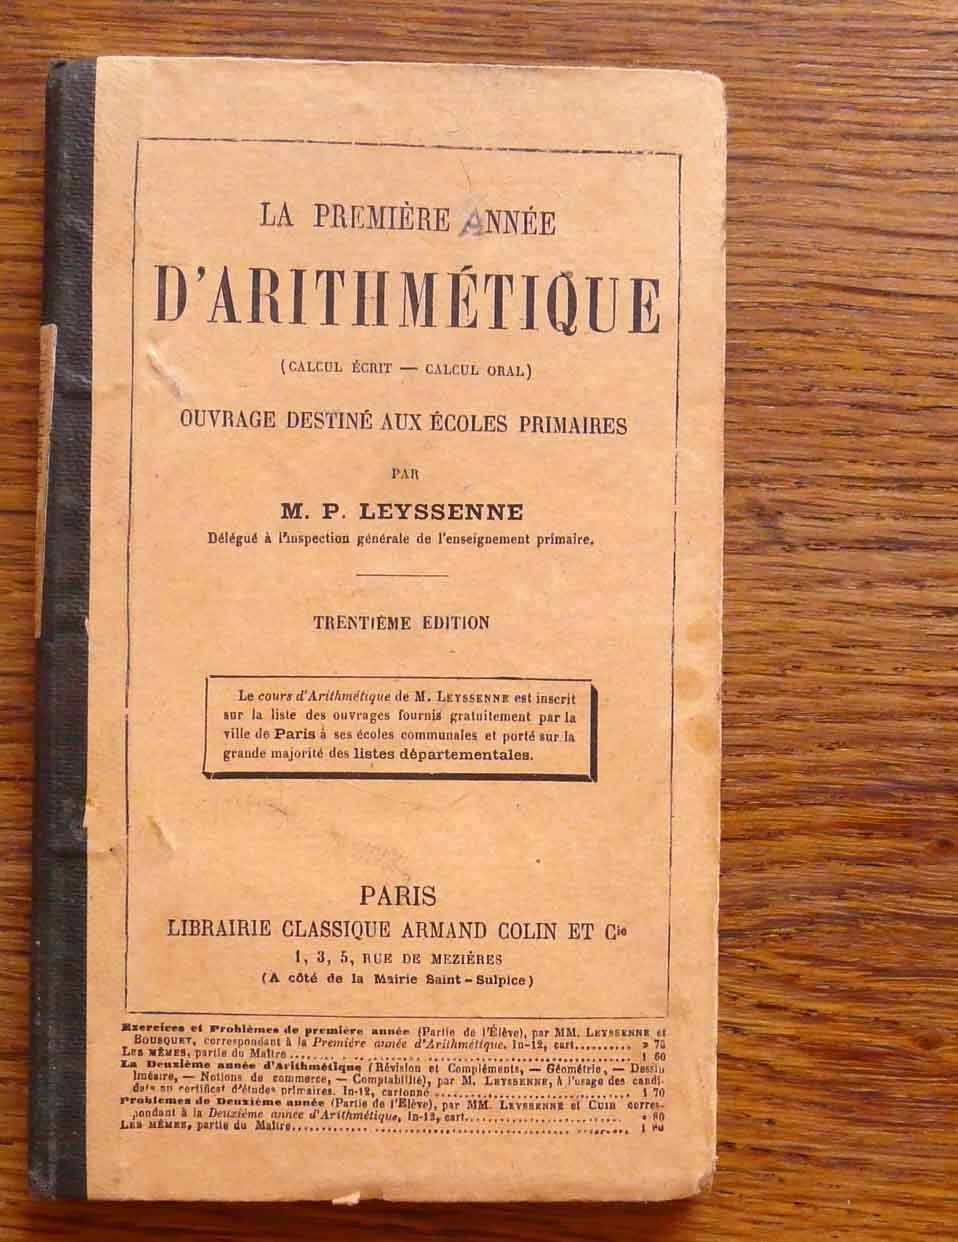 LA PREMIÈRE ANNÉE
D'ARITHMÉTIQUE
(CALCUL ÉCRIT — CALCUL ORAL)
OUVRAGE DESTINÉ AUX ÉCOLES PRIMAIRES
PAR
M. P. LEYSSENNE
Délégué à l'inspection générale de l'enseignement primaire.
TRENTIÈME EDITION
Le cours d'Arithmétique de M. LEYSSENNE est inscrit
sur la liste des ouvrages fournis gratuitement par la
ville de Paris à ses écoles communales et porté sur la
grande majorité des listes départementales.
PARIS
LIBRAIRIE CLASSIQUE ARMAND COLIN ET Cie
1, 3, 5, RUE DE MEZIÈRES
(A côté de la Mairie Saint-Sulpice)
Exercices et Problèmes de première année (Partie de l'Élève), par MM. LEYSSENNE et
BOUSQUET, correspondant à la Première année d'Arithmétique. In-12, cart.......... » 75
LES MÊMES, partie du Maître.......... 1 60
La Deuxième année d'Arithmétique (Révision et Compléments, — Géométrie, — Dessin
linéaire, — Notions de commerce, — Comptabilité), par M. LEYSSENNE, à l'usage des candi-
dats au certificat d'études primaires. In-12, cartonné.......... 1 70
Problèmes de Deuxième année (Partie de l'Élève), par MM. LEYSSENNE et CUIR corres-
pondant à la Deuxième année d'Arithmétique, In-12, cart.......... 80
LES MÊMES, partie du Maître.......... 1